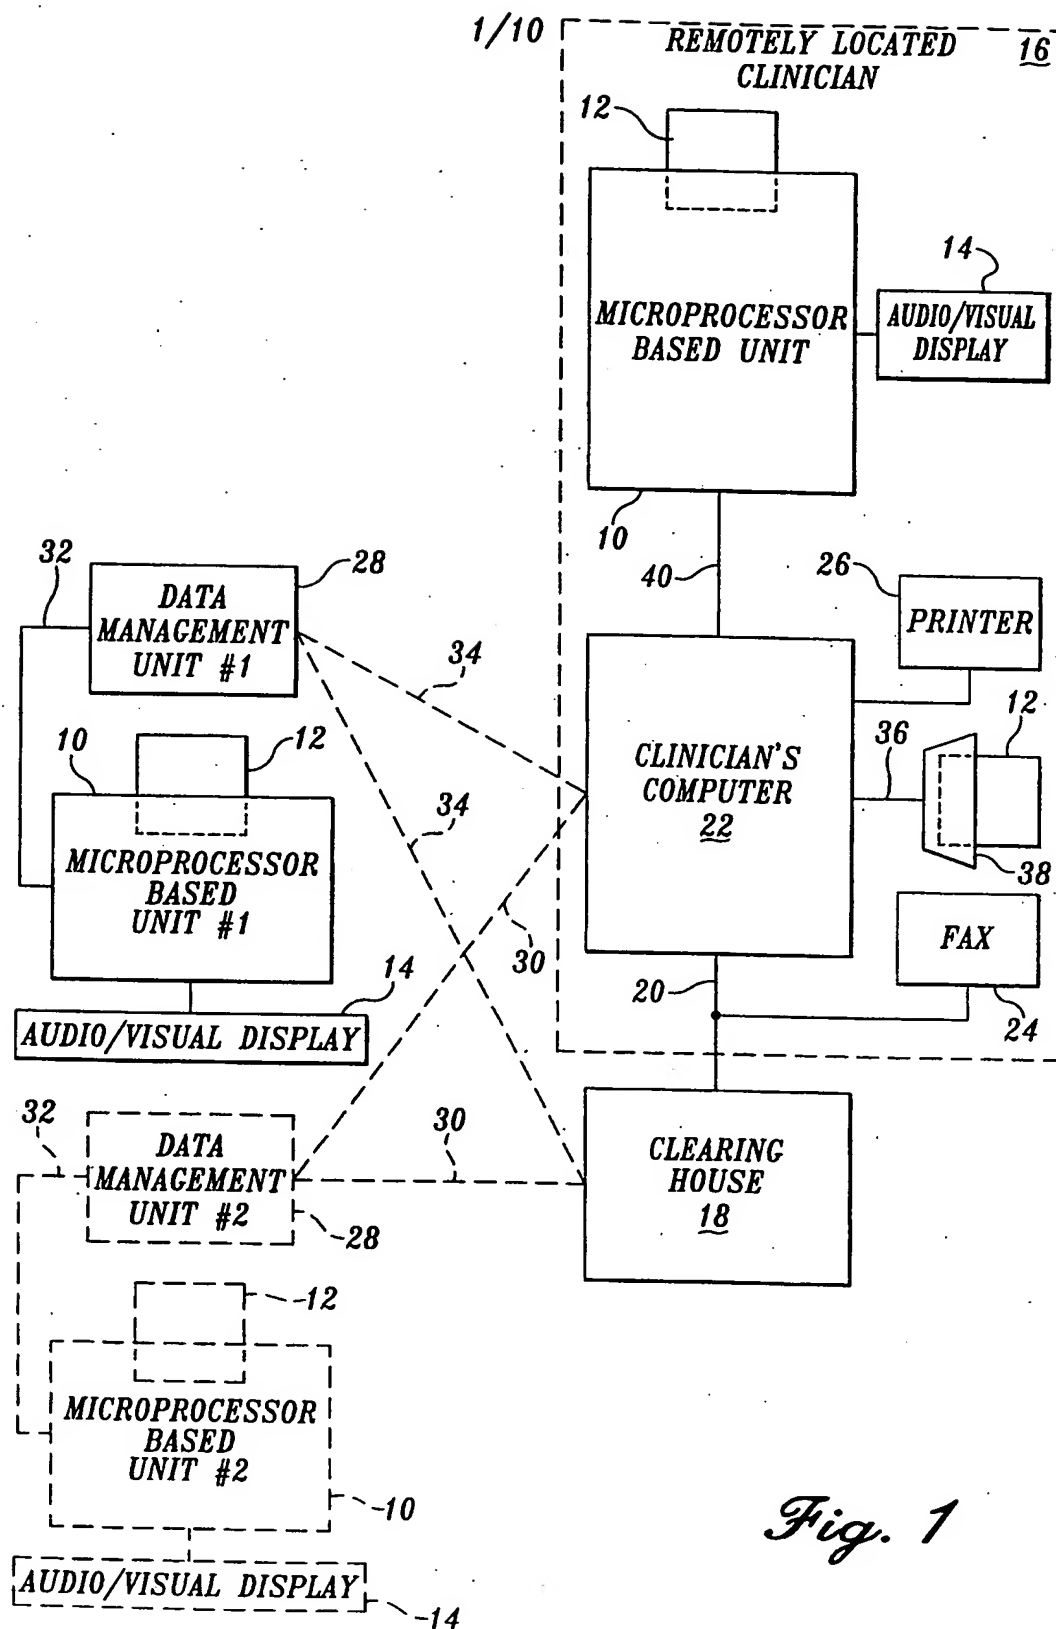 1/10
REMOTELY LOCATED
CLINICIAN
16
12
MICROPROCESSOR
BASED UNIT
14
AUDIO/VISUAL
DISPLAY
10
40
26
PRINTER
32
28
DATA
MANAGEMENT
UNIT #1
34
10
12
MICROPROCESSOR
BASED
UNIT #1
34
CLINICIAN'S
COMPUTER
22
36
12
38
30
FAX
24
14
AUDIO/VISUAL DISPLAY
20
32
DATA
MANAGEMENT
UNIT #2
28
30
CLEARING
HOUSE
18
12
MICROPROCESSOR
BASED
UNIT #2
10
AUDIO/VISUAL DISPLAY
14
Fig. 1